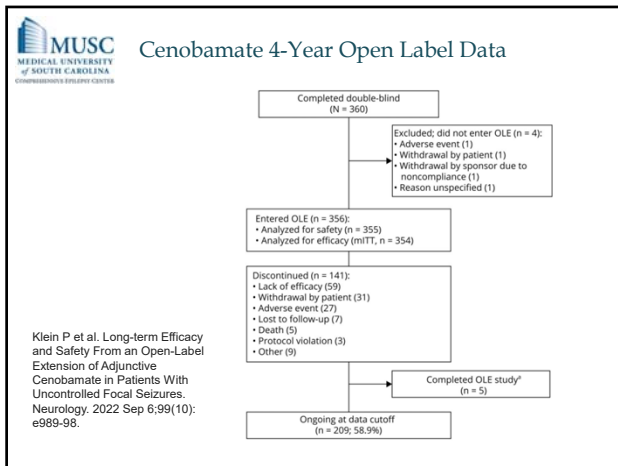 MUSC
MEDICAL UNIVERSITY
of SOUTH CAROLINA
COMPREHENSIVE EPILEPSY CENTER
Cenobamate 4-Year Open Label Data
Completed double-blind
(N = 360)
Excluded; did not enter OLE (n = 4):
• Adverse event (1)
• Withdrawal by patient (1)
• Withdrawal by sponsor due to
noncompliance (1)
• Reason unspecified (1)
Entered OLE (n = 356):
• Analyzed for safety (n = 355)
• Analyzed for efficacy (mITT, n = 354)
Discontinued (n = 141):
• Lack of efficacy (59)
• Withdrawal by patient (31)
• Adverse event (27)
• Lost to follow-up (7)
• Death (5)
• Protocol violation (3)
• Other (9)
Completed OLE studyª
(n = 5)
Ongoing at data cutoff
n = 209; 58.9%)
Klein P et al. Long-term Efficacy
and Safety From an Open-Label
Extension of Adjunctive
Cenobamate in Patients With
Uncontrolled Focal Seizures.
Neurology. 2022 Sep 6;99(10):
e989-98.